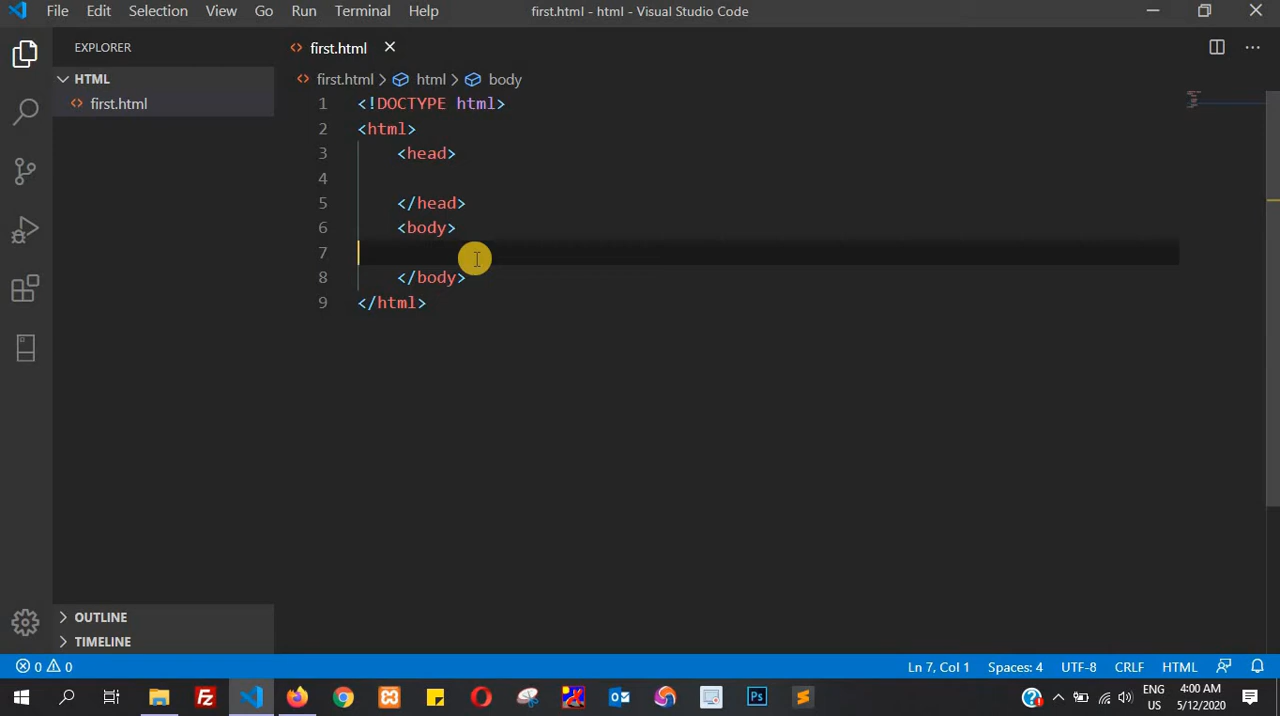 File Edit Selection View Go Run Terminal Help first.html - html - Visual Studio Code
EXPLORER
HTML
first.html
first.html
first.html > html > body
1 <!DOCTYPE html>
2 <html>
3 <head>
4
5 </head>
6 <body>
7
8 </body>
9 </html>
OUTLINE
TIMELINE
0 0 Ln 7, Col 1 Spaces: 4 UTF-8 CRLF HTML
Fz Ps
ENG
US
4:00 AM
5/12/2020